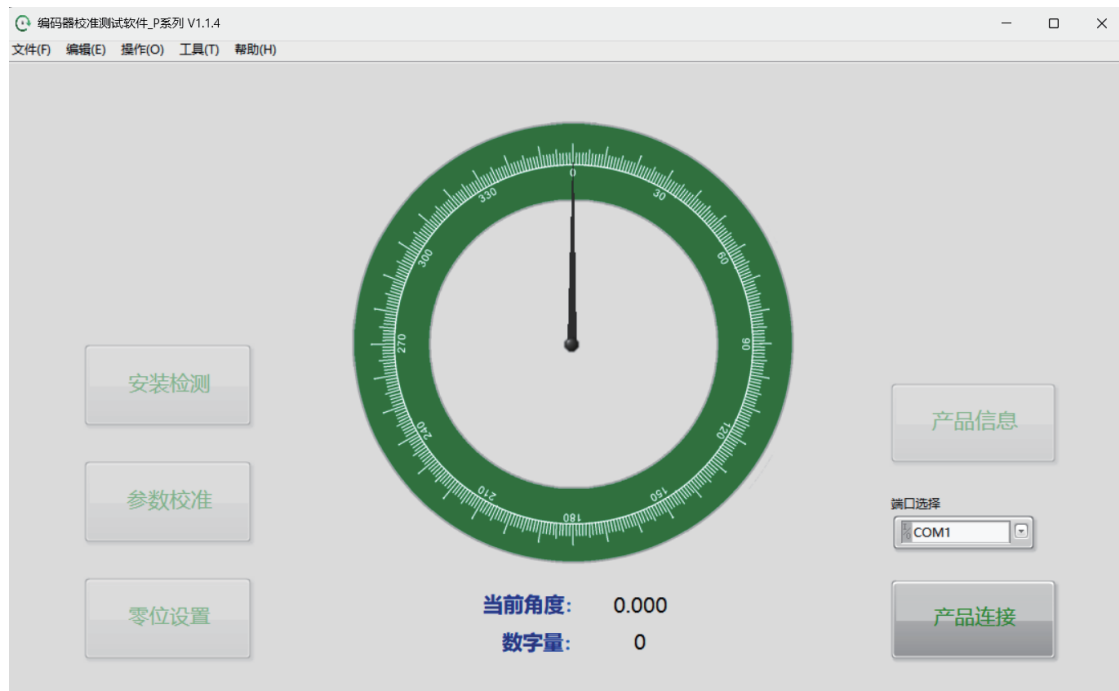 编码器校准测试软件_P系列 V1.1.4
文件(F) 编辑(E) 操作(O) 工具(T) 帮助(H)
0
30
60
90
120
150
180
210
240
270
300
330
安装检测
参数校准
零位设置
当前角度: 0.000
数字量: 0
产品信息
端口选择
COM1
产品连接